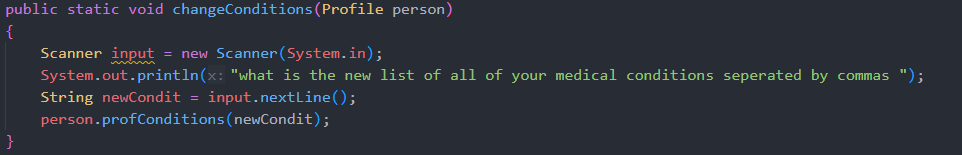 public static void changeConditions(Profile person)
{
Scanner input = new Scanner(System.in);
System.out.println(x: "what is the new list of all of your medical conditions seperated by commas ");
String newCondit = input.nextLine();
person.profConditions(newCondit);
}